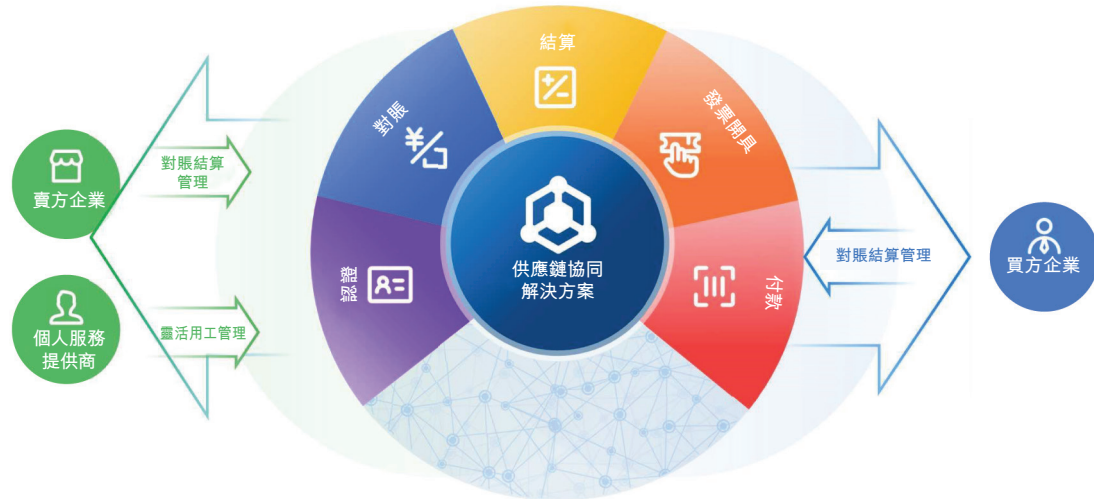 結算
對賬
發票開具
認證
付款
供應鏈協同
解決方案
賣方企業
對賬結算
管理
個人服務
提供商
靈活用工管理
對賬結算管理
買方企業